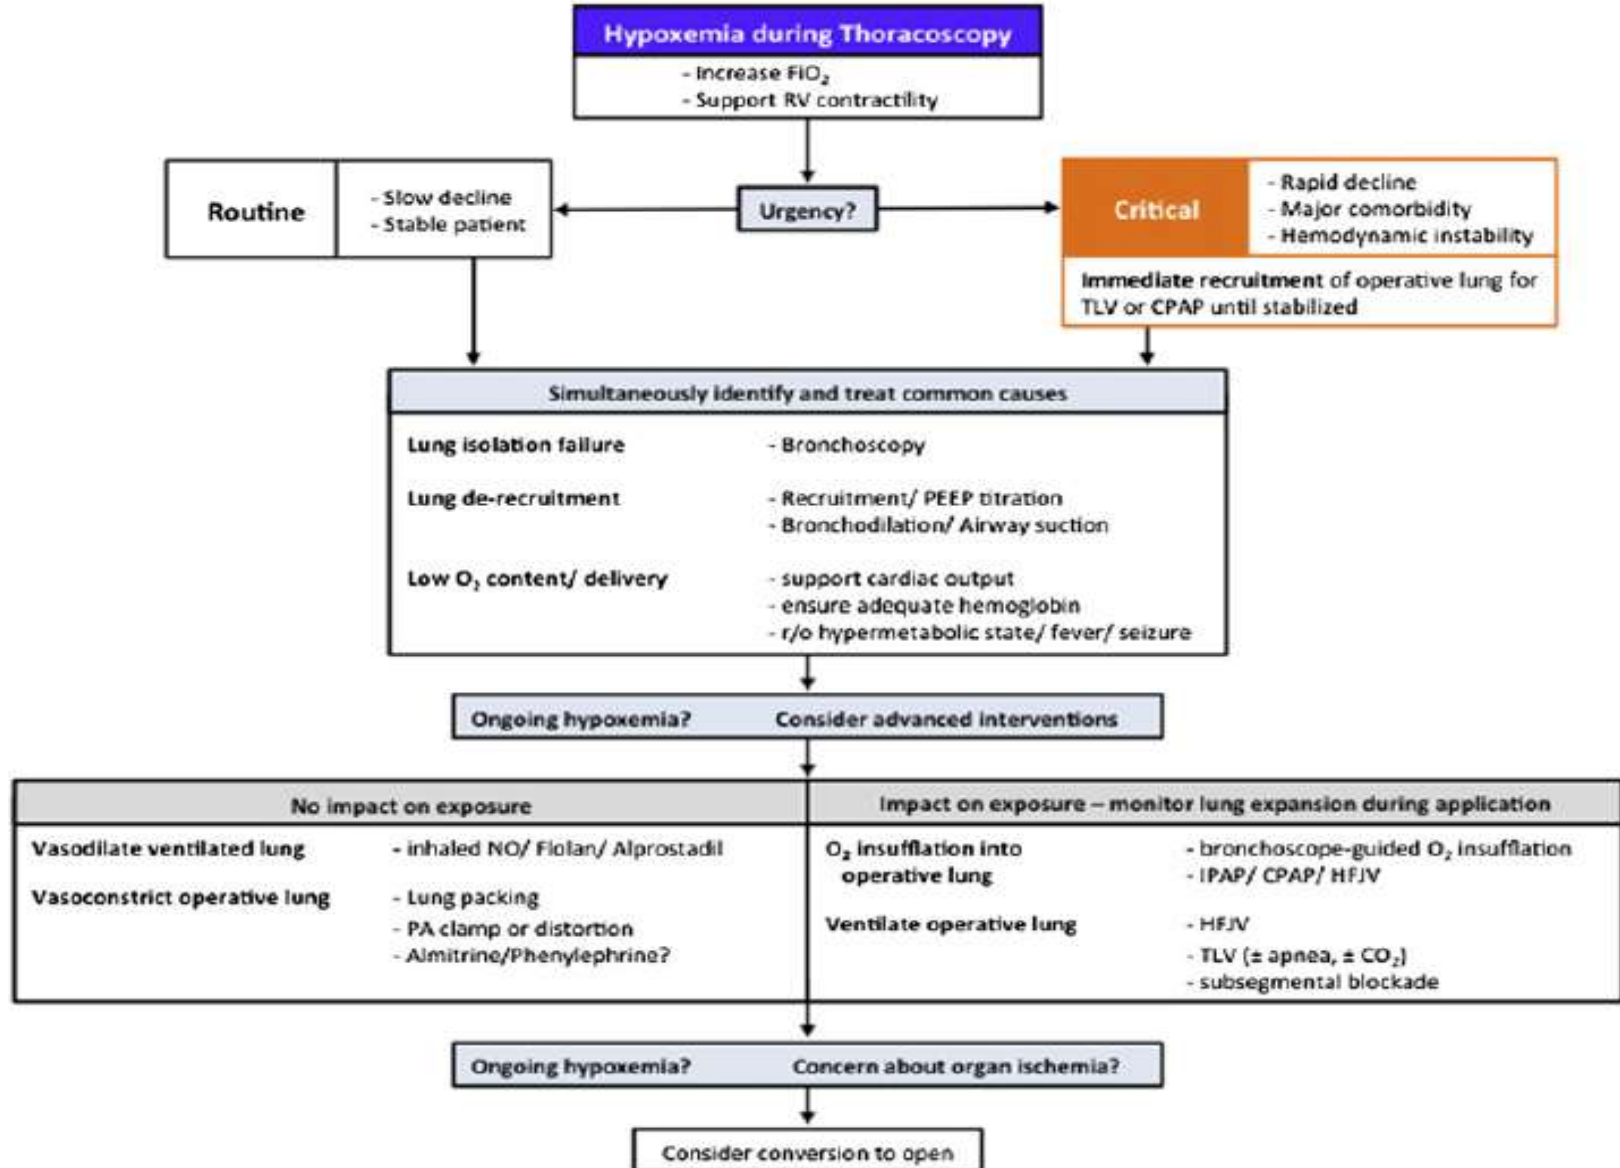 Hypoxemia during Thoracoscopy
- Increase FiO₂
- Support RV contractility
Routine
- Slow decline
- Stable patient
Urgency?
Critical
- Rapid decline
- Major comorbidity
- Hemodynamic instability
Immediate recruitment of operative lung for
TLV or CPAP until stabilized
Simultaneously identify and treat common causes
Lung isolation failure - Bronchoscopy
Lung de-recruitment - Recruitment/ PEEP titration
- Bronchodilation/ Airway suction
Low O₂ content/ delivery - support cardiac output
- ensure adequate hemoglobin
- r/o hypermetabolic state/ fever/ seizure
Ongoing hypoxemia? Consider advanced interventions
No impact on exposure
Vasodilate ventilated lung - inhaled NO/ Flolan/ Alprostadil
Vasoconstrict operative lung - Lung packing
- PA clamp or distortion
- Almitrine/Phenylephrine?
Impact on exposure – monitor lung expansion during application
O₂ insufflation into - bronchoscope-guided O₂ insufflation
operative lung - IPAP/ CPAP/ HFJV
Ventilate operative lung - HFJV
- TLV (± apnea, ± CO₂)
- subsegmental blockade
Ongoing hypoxemia? Concern about organ ischemia?
Consider conversion to open